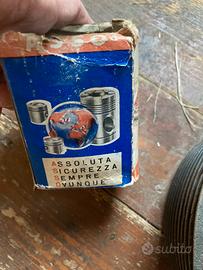 ASSOLUTA
SICUREZZA
SEMPRE
OVUNQUE
subito